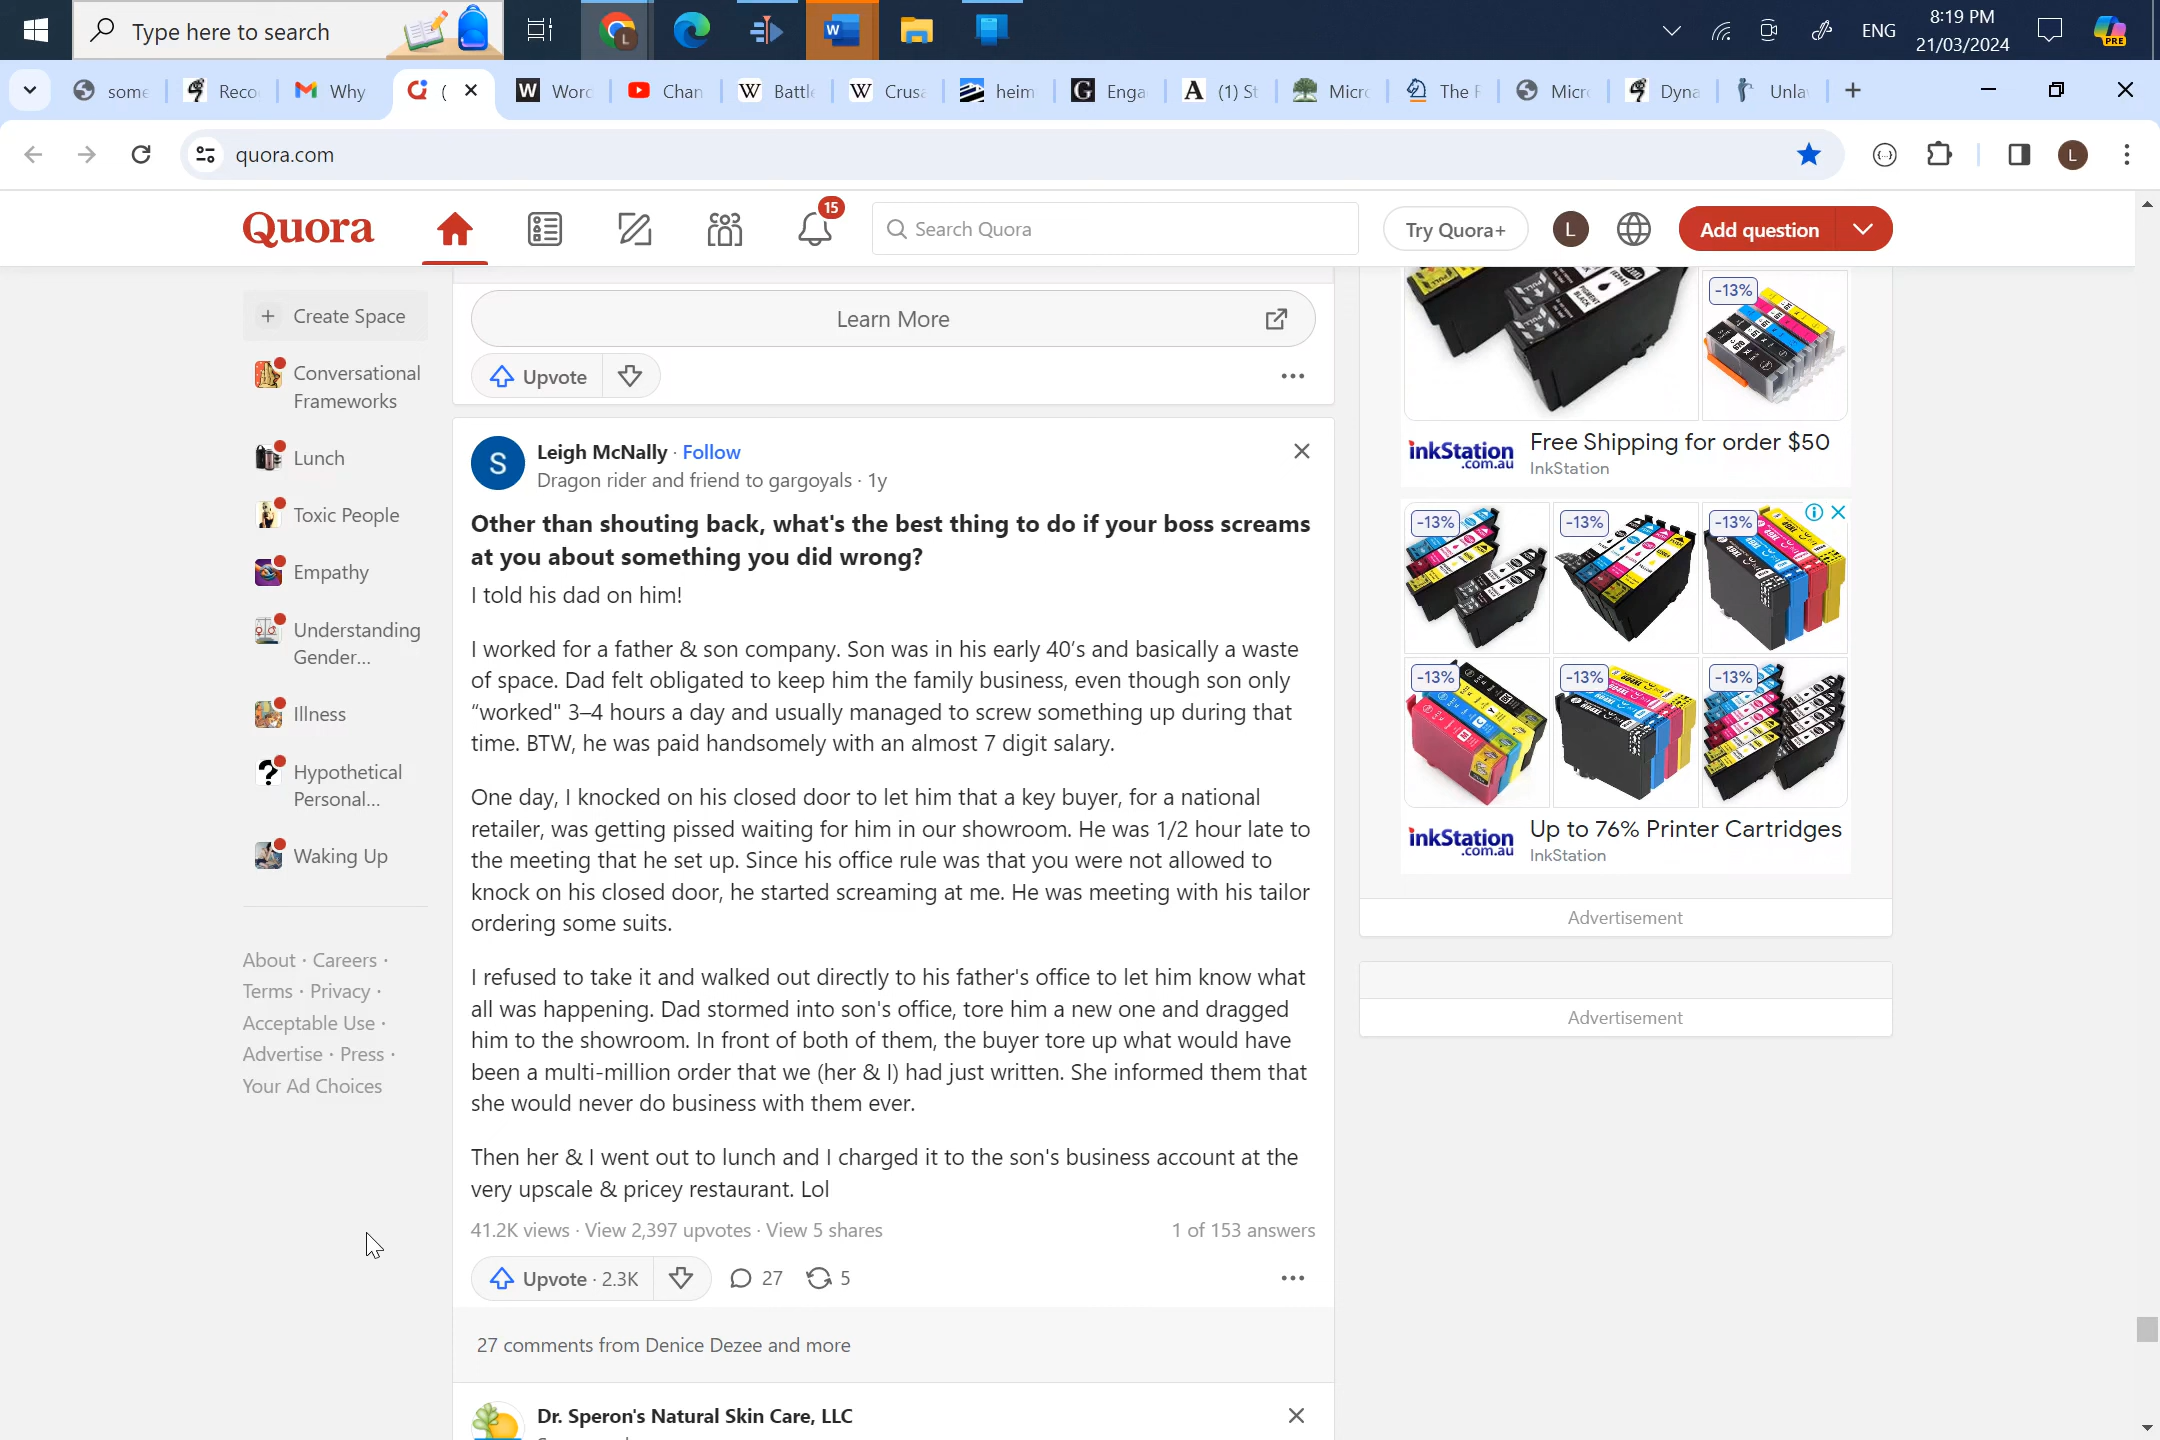 Type here to search
ENG
8:19 PM
21/03/2024
some
Reco
Why
(
Word
Chan
Battle
Crusa
heim
Enga
(1) St
Micro
The F
Micro
Dyna
Unla
quora.com
L
Quora
15
Search Quora
Try Quora+
L
Add question
Create Space
Conversational
Frameworks
Lunch
Toxic People
Empathy
Understanding
Gender...
Illness
Hypothetical
Personal...
Waking Up
About · Careers ·
Terms · Privacy ·
Acceptable Use ·
Advertise · Press ·
Your Ad Choices
Learn More
Upvote
S
Leigh McNally · Follow
Dragon rider and friend to gargoyals · 1y
Other than shouting back, what's the best thing to do if your boss screams
at you about something you did wrong?
I told his dad on him!
I worked for a father & son company. Son was in his early 40’s and basically a waste
of space. Dad felt obligated to keep him the family business, even though son only
“worked" 3–4 hours a day and usually managed to screw something up during that
time. BTW, he was paid handsomely with an almost 7 digit salary.
One day, I knocked on his closed door to let him that a key buyer, for a national
retailer, was getting pissed waiting for him in our showroom. He was 1/2 hour late to
the meeting that he set up. Since his office rule was that you were not allowed to
knock on his closed door, he started screaming at me. He was meeting with his tailor
ordering some suits.
I refused to take it and walked out directly to his father's office to let him know what
all was happening. Dad stormed into son's office, tore him a new one and dragged
him to the showroom. In front of both of them, the buyer tore up what would have
been a multi-million order that we (her & I) had just written. She informed them that
she would never do business with them ever.
Then her & I went out to lunch and I charged it to the son's business account at the
very upscale & pricey restaurant. Lol
41.2K views · View 2,397 upvotes · View 5 shares
1 of 153 answers
Upvote · 2.3K
27
5
27 comments from Denice Dezee and more
Dr. Speron's Natural Skin Care, LLC
-13%
inkStation
.com.au
Free Shipping for order $50
InkStation
-13%
-13%
-13%
-13%
-13%
-13%
inkStation
.com.au
Up to 76% Printer Cartridges
InkStation
Advertisement
Advertisement